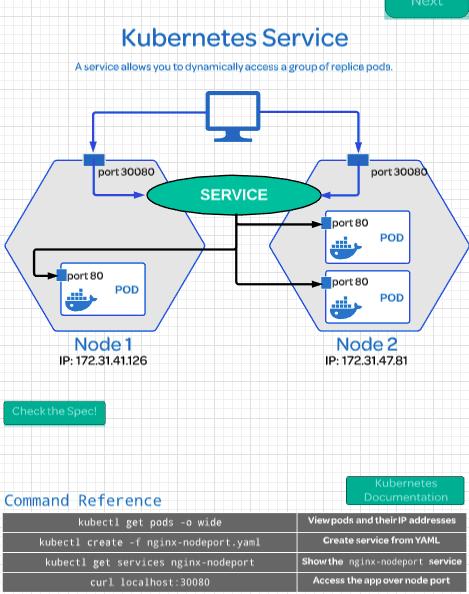 Next
Kubernetes Service
A service allows you to dynamically access a group of replica pods.
port 30080
port 30080
SERVICE
port 80
POD
port 80
POD
port 80
POD
Node 1
IP: 172.31.41.126
Node 2
IP: 172.31.47.81
Check the Spec!
Kubernetes
Documentation
Command Reference
kubectl get pods -o wide View pods and their IP addresses
kubectl create -f nginx-nodeport.yaml Create service from YAML
kubectl get services nginx-nodeport Show the nginx-nodeport service
curl localhost:30080 Access the app over node port